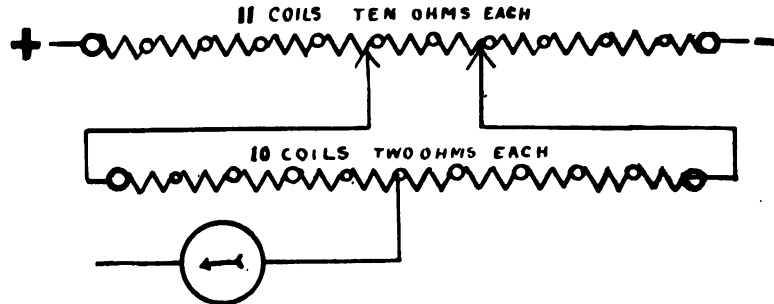 11 COILS TEN OHMS EACH
+ -
10 COILS TWO OHMS EACH